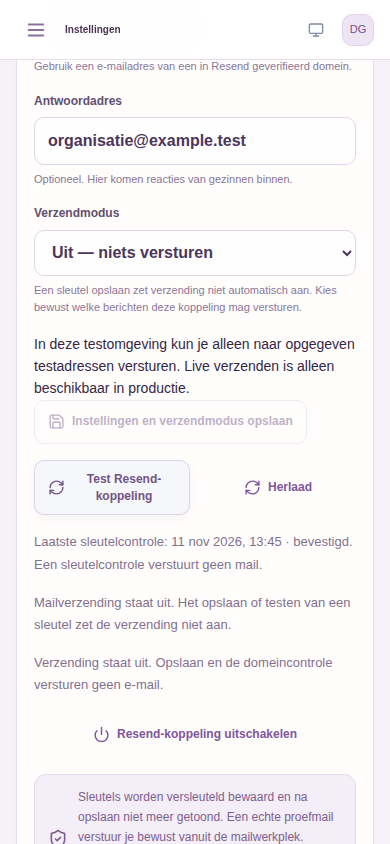 Instellingen
DG
Gebruik een e-mailadres van een in Resend geverifieerd domein.
Antwoordadres
organisatie@example.test
Optioneel. Hier komen reacties van gezinnen binnen.
Verzendmodus
Uit — niets versturen
Een sleutel opslaan zet verzending niet automatisch aan. Kies
bewust welke berichten deze koppeling mag versturen.
In deze testomgeving kun je alleen naar opgegeven
testadressen versturen. Live verzenden is alleen
beschikbaar in productie.
Instellingen en verzendmodus opslaan
Test Resend-
koppeling
Herlaad
Laatste sleutelcontrole: 11 nov 2026, 13:45 · bevestigd.
Een sleutelcontrole verstuurt geen mail.
Mailverzending staat uit. Het opslaan of testen van een
sleutel zet de verzending niet aan.
Verzending staat uit. Opslaan en de domeincontrole
versturen geen e-mail.
Resend-koppeling uitschakelen
Sleutels worden versleuteld bewaard en na
opslaan niet meer getoond. Een echte proefmail
verstuur je bewust vanuit de mailwerkplek.